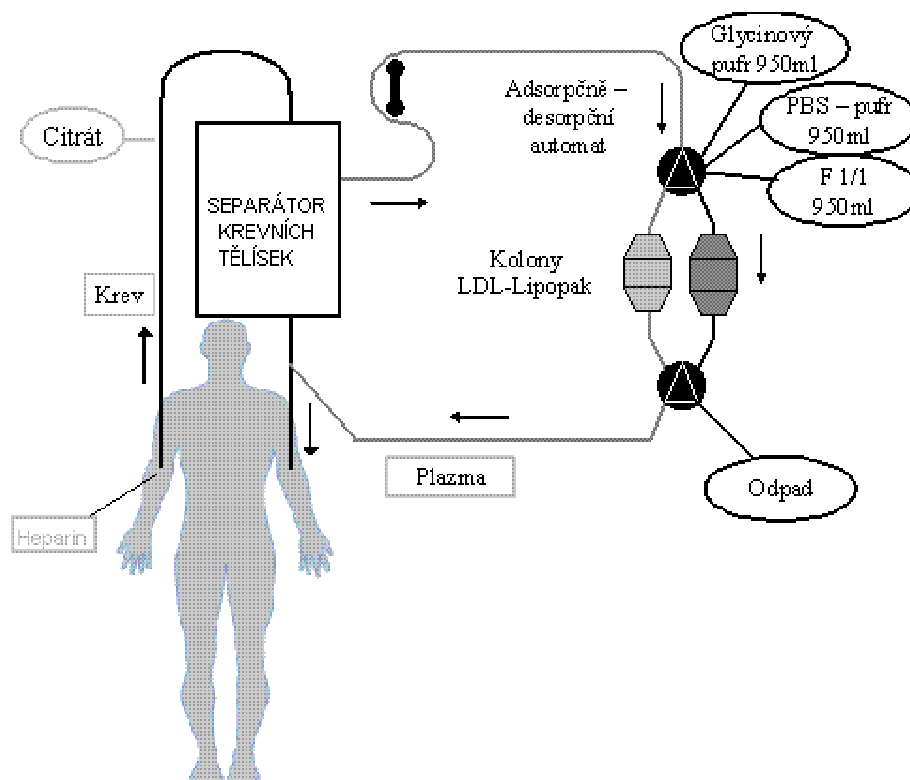 Glycinový
pufr 950ml
Adsorpčně –
desorpční
automat
PBS – pufr
950ml
Citrát
F 1/1
950ml
SEPARÁTOR
KREVNÍCH
TĚLÍSEK
Kolony
LDL-Lipopak
Krev
Plazma
Odpad
Heparin